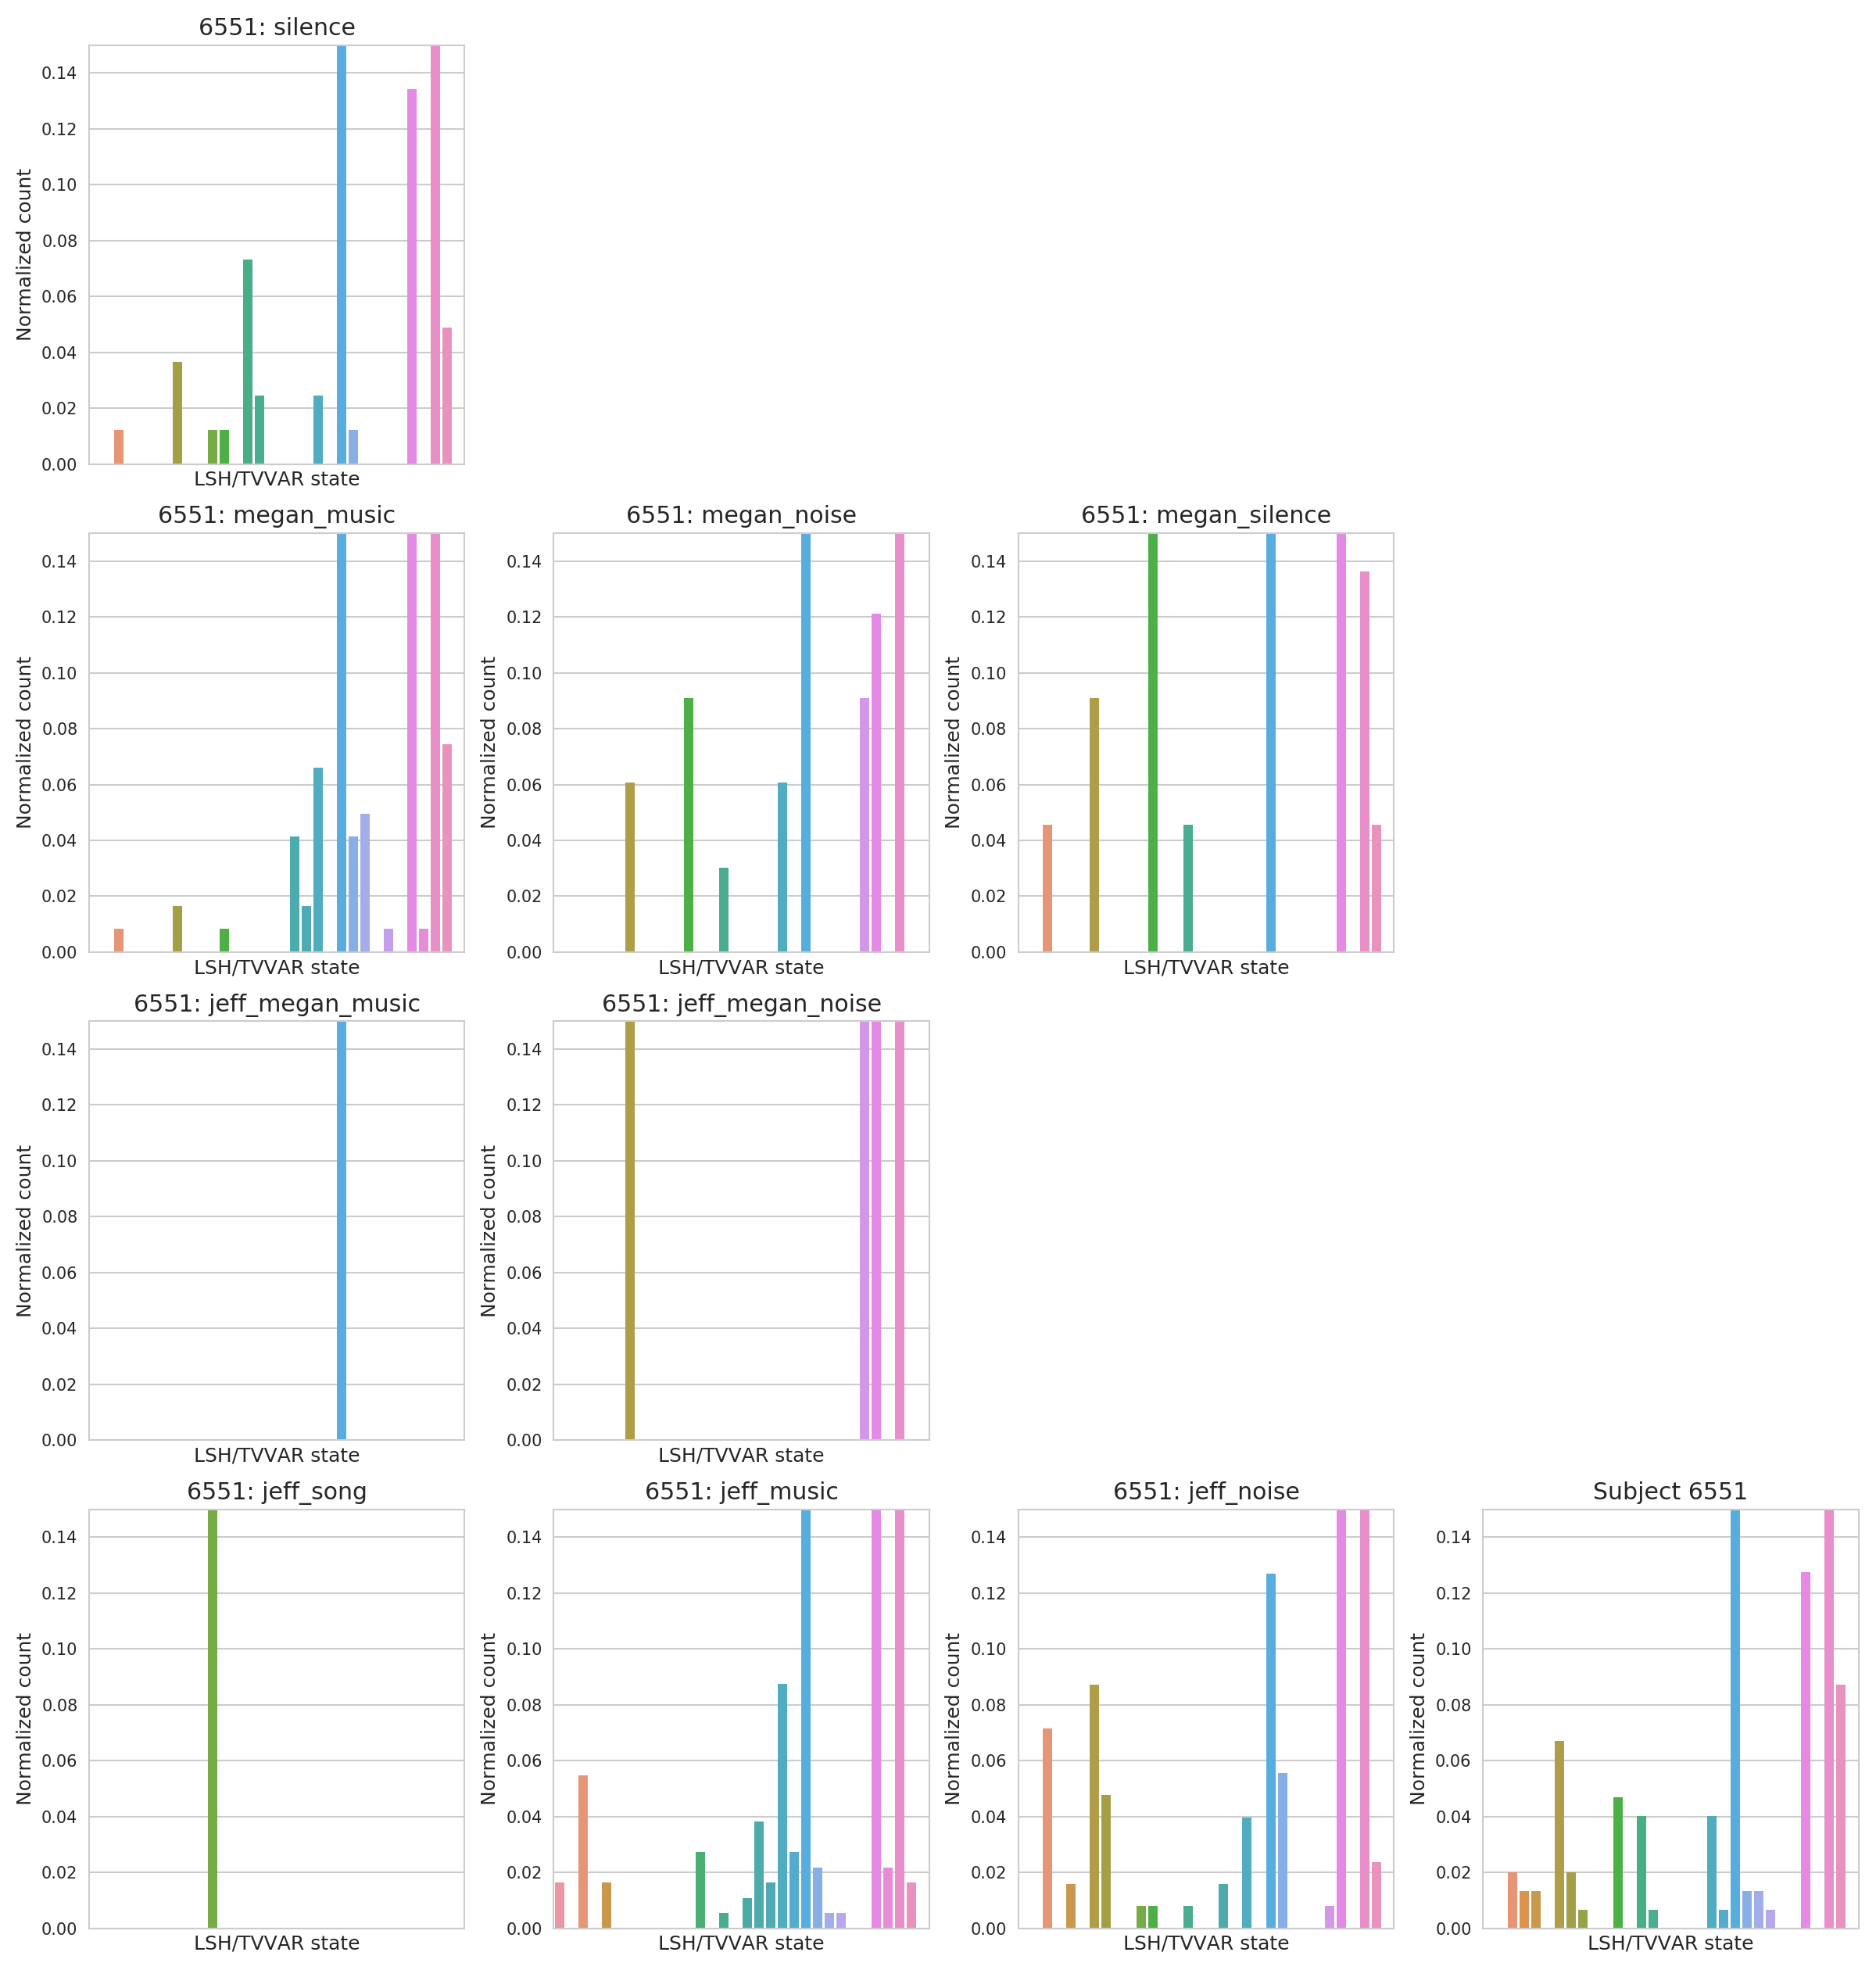 6551: silence
Normalized count
0.14
0.12
0.10
0.08
0.06
0.04
0.02
0.00
LSH/TVVAR state
6551: megan_music
Normalized count
0.14
0.12
0.10
0.08
0.06
0.04
0.02
0.00
LSH/TVVAR state
6551: megan_noise
Normalized count
0.14
0.12
0.10
0.08
0.06
0.04
0.02
0.00
LSH/TVVAR state
6551: megan_silence
Normalized count
0.14
0.12
0.10
0.08
0.06
0.04
0.02
0.00
LSH/TVVAR state
6551: jeff_megan_music
Normalized count
0.14
0.12
0.10
0.08
0.06
0.04
0.02
0.00
LSH/TVVAR state
6551: jeff_megan_noise
Normalized count
0.14
0.12
0.10
0.08
0.06
0.04
0.02
0.00
LSH/TVVAR state
6551: jeff_song
Normalized count
0.14
0.12
0.10
0.08
0.06
0.04
0.02
0.00
LSH/TVVAR state
6551: jeff_music
Normalized count
0.14
0.12
0.10
0.08
0.06
0.04
0.02
0.00
LSH/TVVAR state
6551: jeff_noise
Normalized count
0.14
0.12
0.10
0.08
0.06
0.04
0.02
0.00
LSH/TVVAR state
Subject 6551
Normalized count
0.14
0.12
0.10
0.08
0.06
0.04
0.02
0.00
LSH/TVVAR state